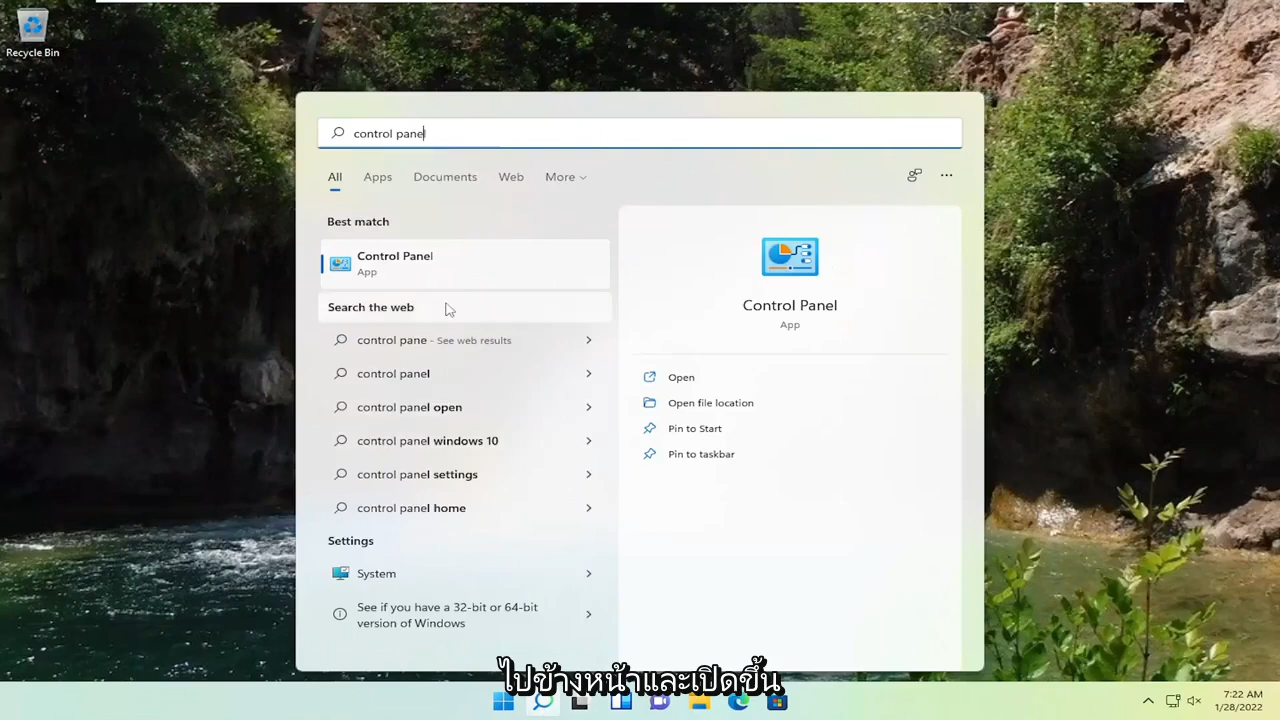 Recycle Bin
control panel
All Apps Documents Web More
Best match
Control Panel
App
Search the web
control pane - See web results
control panel
control panel open
control panel windows 10
control panel settings
control panel home
Settings
System
See if you have a 32-bit or 64-bit
version of Windows
Control Panel
App
Open
Open file location
Pin to Start
Pin to taskbar
ไปข้างหน้าและเปิดขึ้น
7:22 AM
1/28/2022